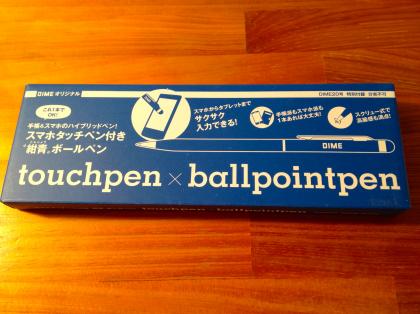 DIME オリジナル
DIME20号 特別付録 分売不可
これ1本で
OK!
手帳&スマホのハイブリッドペン!
スマホタッチペン付き
紺青。ボールペン
スマホからタブレットまで
サクサク
入力できる!
手帳派もスマホ派も
1本あれば大丈夫!
スクリュー式で
高級感も満点!
DIME
touchpen × ballpointpen